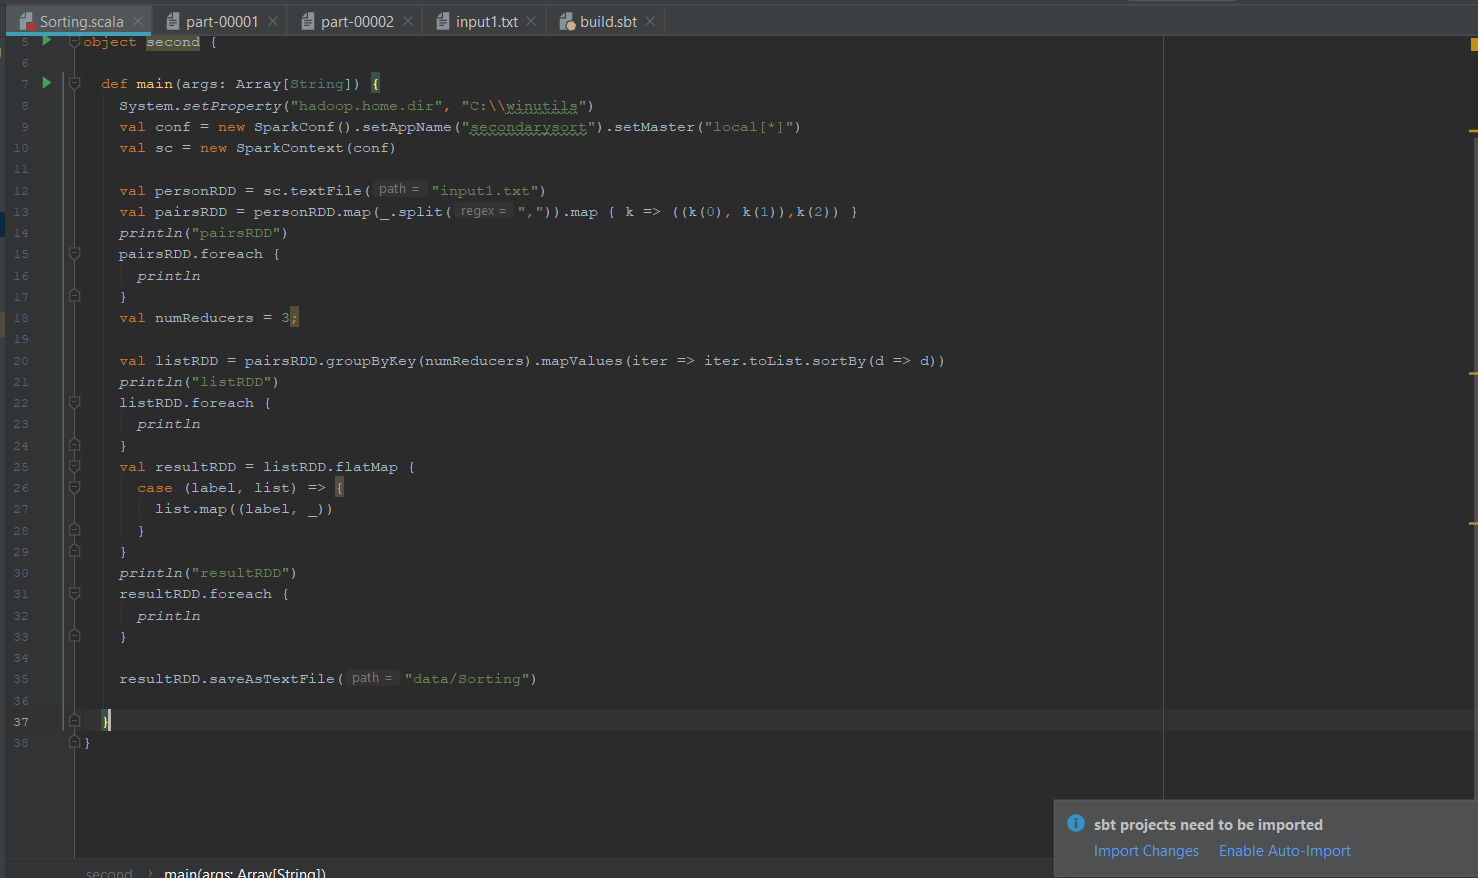 Sorting.scala part-00001 part-00002 input1.txt build.sbt
5 object second {
6
7 def main(args: Array[String]) {
8 System.setProperty("hadoop.home.dir", "C:\\winutils")
9 val conf = new SparkConf().setAppName("secondarysort").setMaster("local[*]")
10 val sc = new SparkContext(conf)
11
12 val personRDD = sc.textFile( path = "input1.txt")
13 val pairsRDD = personRDD.map(_.split( regex = ",")).map { k => ((k(0), k(1)),k(2)) }
14 println("pairsRDD")
15 pairsRDD.foreach {
16 println
17 }
18 val numReducers = 3;
19
20 val listRDD = pairsRDD.groupByKey(numReducers).mapValues(iter => iter.toList.sortBy(d => d))
21 println("listRDD")
22 listRDD.foreach {
23 println
24 }
25 val resultRDD = listRDD.flatMap {
26 case (label, list) => {
27 list.map((label, _))
28 }
29 }
30 println("resultRDD")
31 resultRDD.foreach {
32 println
33 }
34
35 resultRDD.saveAsTextFile( path = "data/Sorting")
36
37 }
38 }
sbt projects need to be imported
Import Changes Enable Auto-Import
second main(args: Array[String])